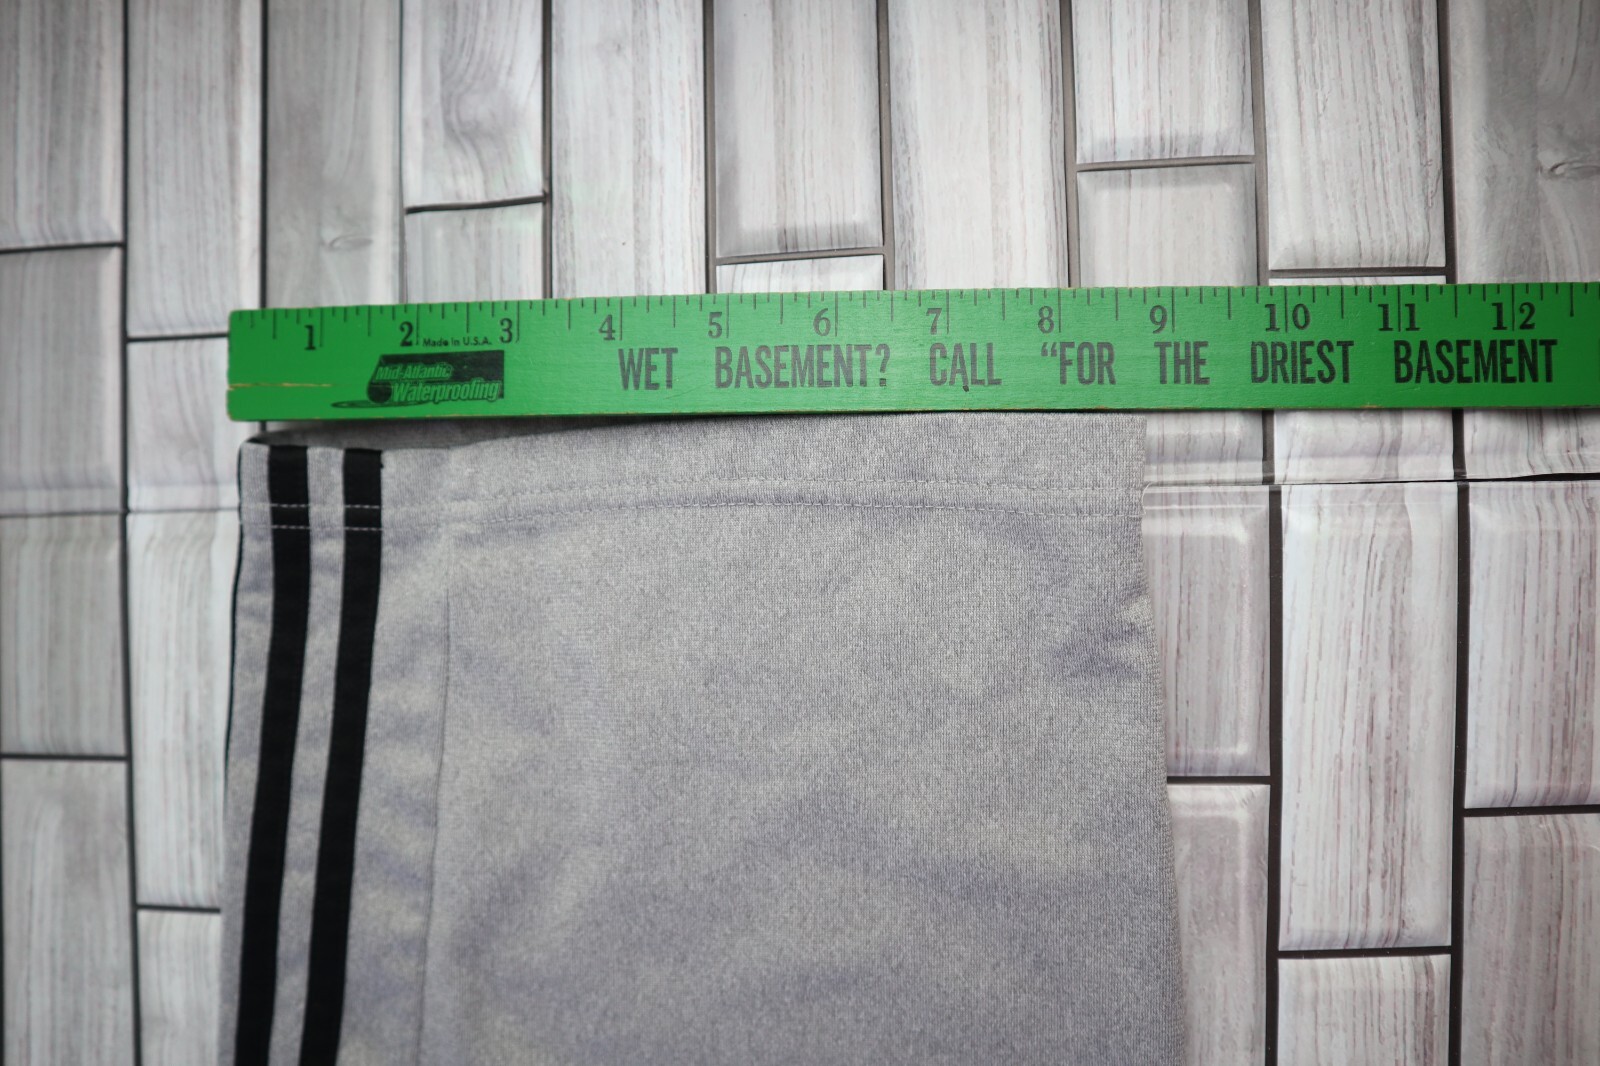 1 2 3 4 5 6 7 8 9 10 11 12
Made in U.S.A.
Mid-Atlantic
Waterproofing
WET BASEMENT? CALL “FOR THE DRIEST BASEMENT